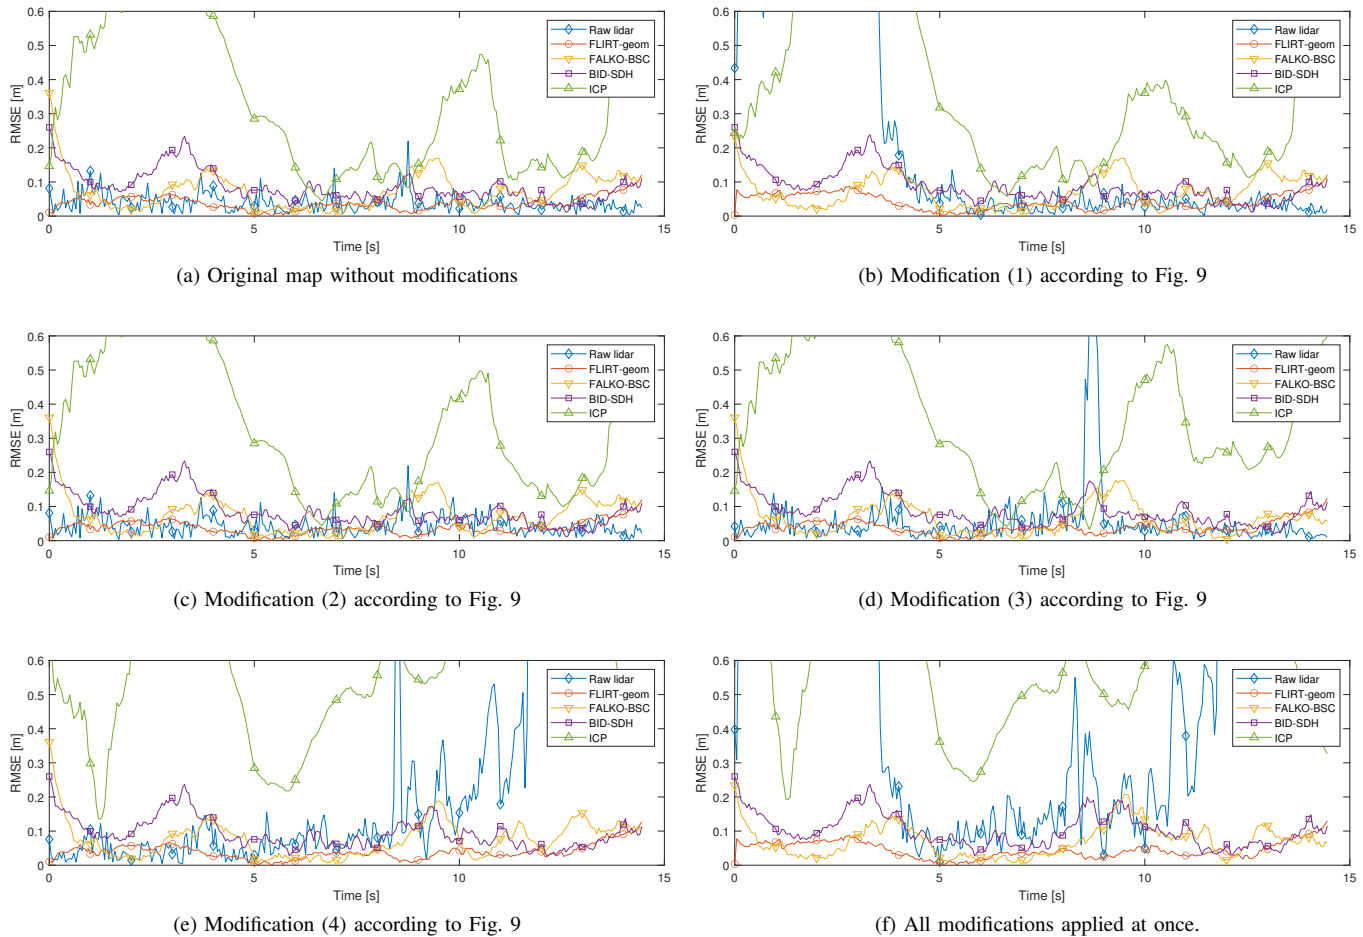 0.6
0.5
0.4
0.3
0.2
0.1
0
RMSE [m]
0 5 10 15
Time [s]
Raw lidar
FLIRT-geom
FALKO-BSC
BID-SDH
ICP
(a) Original map without modifications
0.6
0.5
0.4
0.3
0.2
0.1
0
RMSE [m]
0 5 10 15
Time [s]
Raw lidar
FLIRT-geom
FALKO-BSC
BID-SDH
ICP
(b) Modification (1) according to Fig. 9
0.6
0.5
0.4
0.3
0.2
0.1
0
RMSE [m]
0 5 10 15
Time [s]
Raw lidar
FLIRT-geom
FALKO-BSC
BID-SDH
ICP
(c) Modification (2) according to Fig. 9
0.6
0.5
0.4
0.3
0.2
0.1
0
RMSE [m]
0 5 10 15
Time [s]
Raw lidar
FLIRT-geom
FALKO-BSC
BID-SDH
ICP
(d) Modification (3) according to Fig. 9
0.6
0.5
0.4
0.3
0.2
0.1
0
RMSE [m]
0 5 10 15
Time [s]
Raw lidar
FLIRT-geom
FALKO-BSC
BID-SDH
ICP
(e) Modification (4) according to Fig. 9
0.6
0.5
0.4
0.3
0.2
0.1
0
RMSE [m]
0 5 10 15
Time [s]
Raw lidar
FLIRT-geom
FALKO-BSC
BID-SDH
ICP
(f) All modifications applied at once.